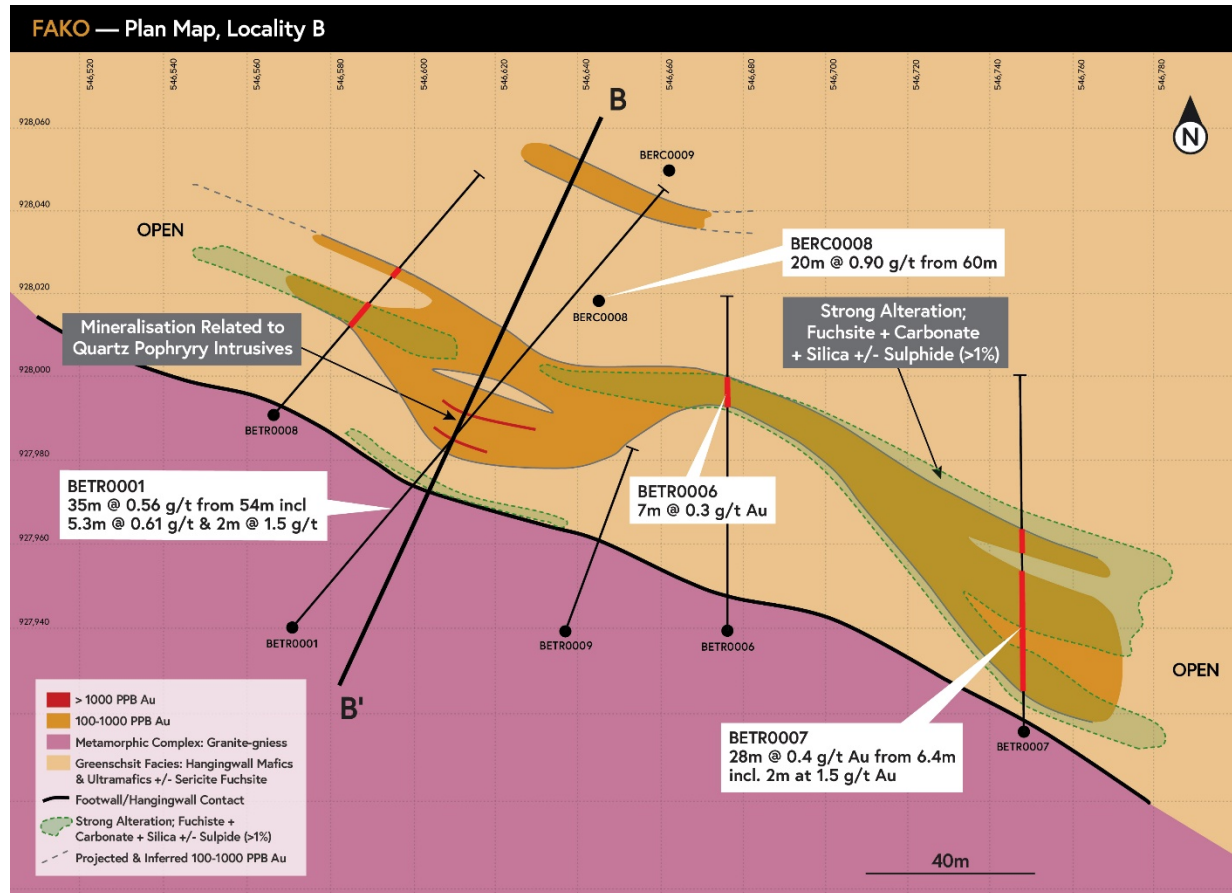 FAKO — Plan Map, Locality B
546,520
546,540
546,560
546,580
546,600
546,620
546,640
546,660
546,680
546,700
546,720
546,740
546,760
546,780
928,060
928,040
928,020
928,000
927,980
927,960
927,940
B
N
BERC0009
OPEN
BERC0008
20m @ 0.90 g/t from 60m
BERC0008
Mineralisation Related to
Quartz Pophryry Intrusives
Strong Alteration;
Fuchsite + Carbonate
+ Silica +/- Sulphide (>1%)
BETR0008
BETR0001
35m @ 0.56 g/t from 54m incl
5.3m @ 0.61 g/t & 2m @ 1.5 g/t
BETR0006
7m @ 0.3 g/t Au
BETR0001
BETR0009
BETR0006
OPEN
B'
BETR0007
28m @ 0.4 g/t Au from 6.4m
incl. 2m at 1.5 g/t Au
BETR0007
> 1000 PPB Au
100-1000 PPB Au
Metamorphic Complex: Granite-gniess
Greenschsit Facies: Hangingwall Mafics
& Ultramafics +/- Sericite Fuchsite
Footwall/Hangingwall Contact
Strong Alteration; Fuchiste +
Carbonate + Silica +/- Sulpide (>1%)
Projected & Inferred 100-1000 PPB Au
40m